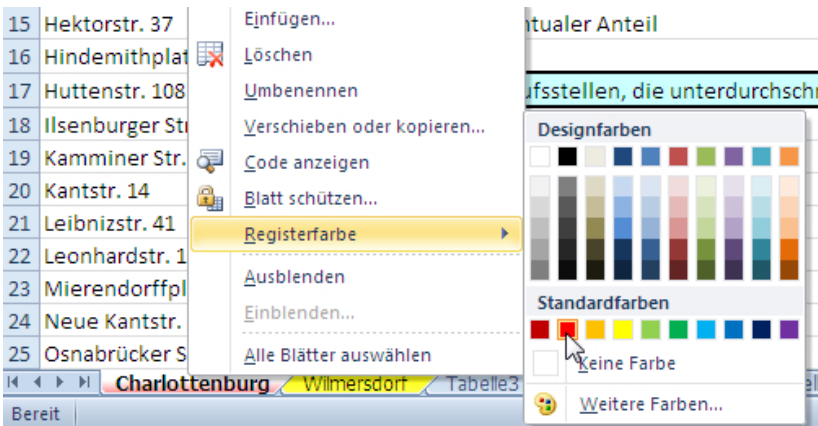 15 Hektorstr. 37
16 Hindemithplat
17 Huttenstr. 108
18 Ilsenburger Str
19 Kamminer Str.
20 Kantstr. 14
21 Leibnizstr. 41
22 Leonhardstr. 1
23 Mierendorffpl
24 Neue Kantstr.
25 Osnabrücker S
Einfügen...
Löschen
Umbenennen
Verschieben oder kopieren...
Code anzeigen
Blatt schützen...
Registerfarbe
Ausblenden
Einblenden...
Alle Blätter auswählen
ntualer Anteil
ufsstellen, die unterdurchschn
Designfarben
Standardfarben
Keine Farbe
Weitere Farben...
Charlottenburg Wilmersdorf Tabelle3
Bereit